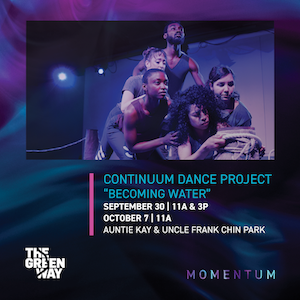 CONTINUUM DANCE PROJECT
"BECOMING WATER"
SEPTEMBER 30 | 11A & 3P
OCTOBER 7 | 11A
AUNTIE KAY & UNCLE FRANK CHIN PARK
THE
GREEN
WAY
MOMENTUM